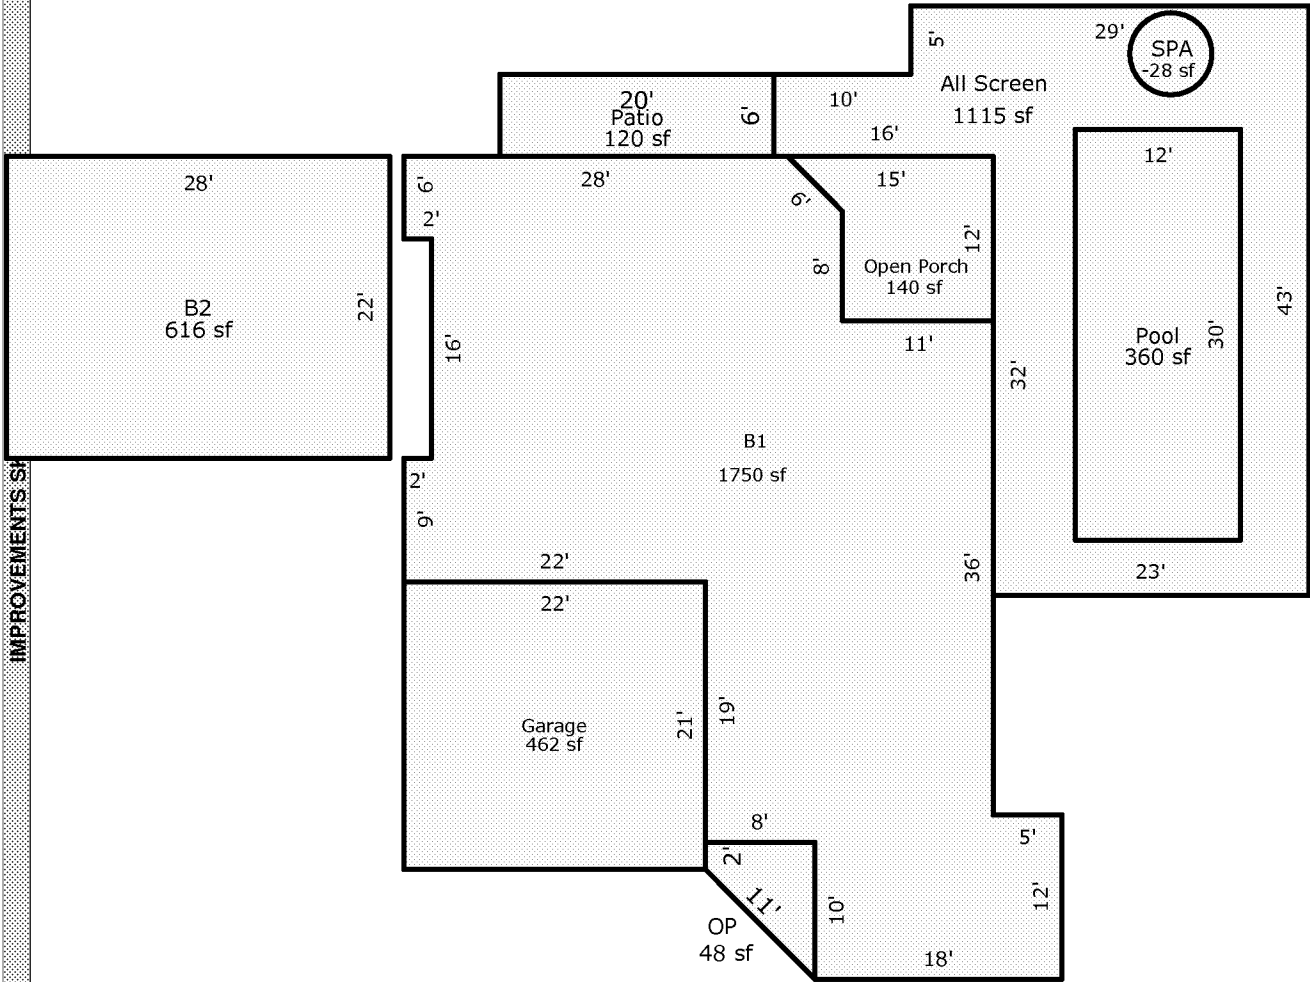 29'
SPA
-28 sf
5'
All Screen
1115 sf
20'
Patio
120 sf
6'
10'
16'
12'
28'
6'
2'
28'
6'
15'
12'
8'
Open Porch
140 sf
11'
B2
616 sf
22'
16'
32'
Pool
360 sf
30'
43'
B1
1750 sf
2'
9'
22'
22'
36'
23'
IMPROVEMENTS
Garage
462 sf
21'
19'
8'
2'
11'
10'
5'
12'
OP
48 sf
18'